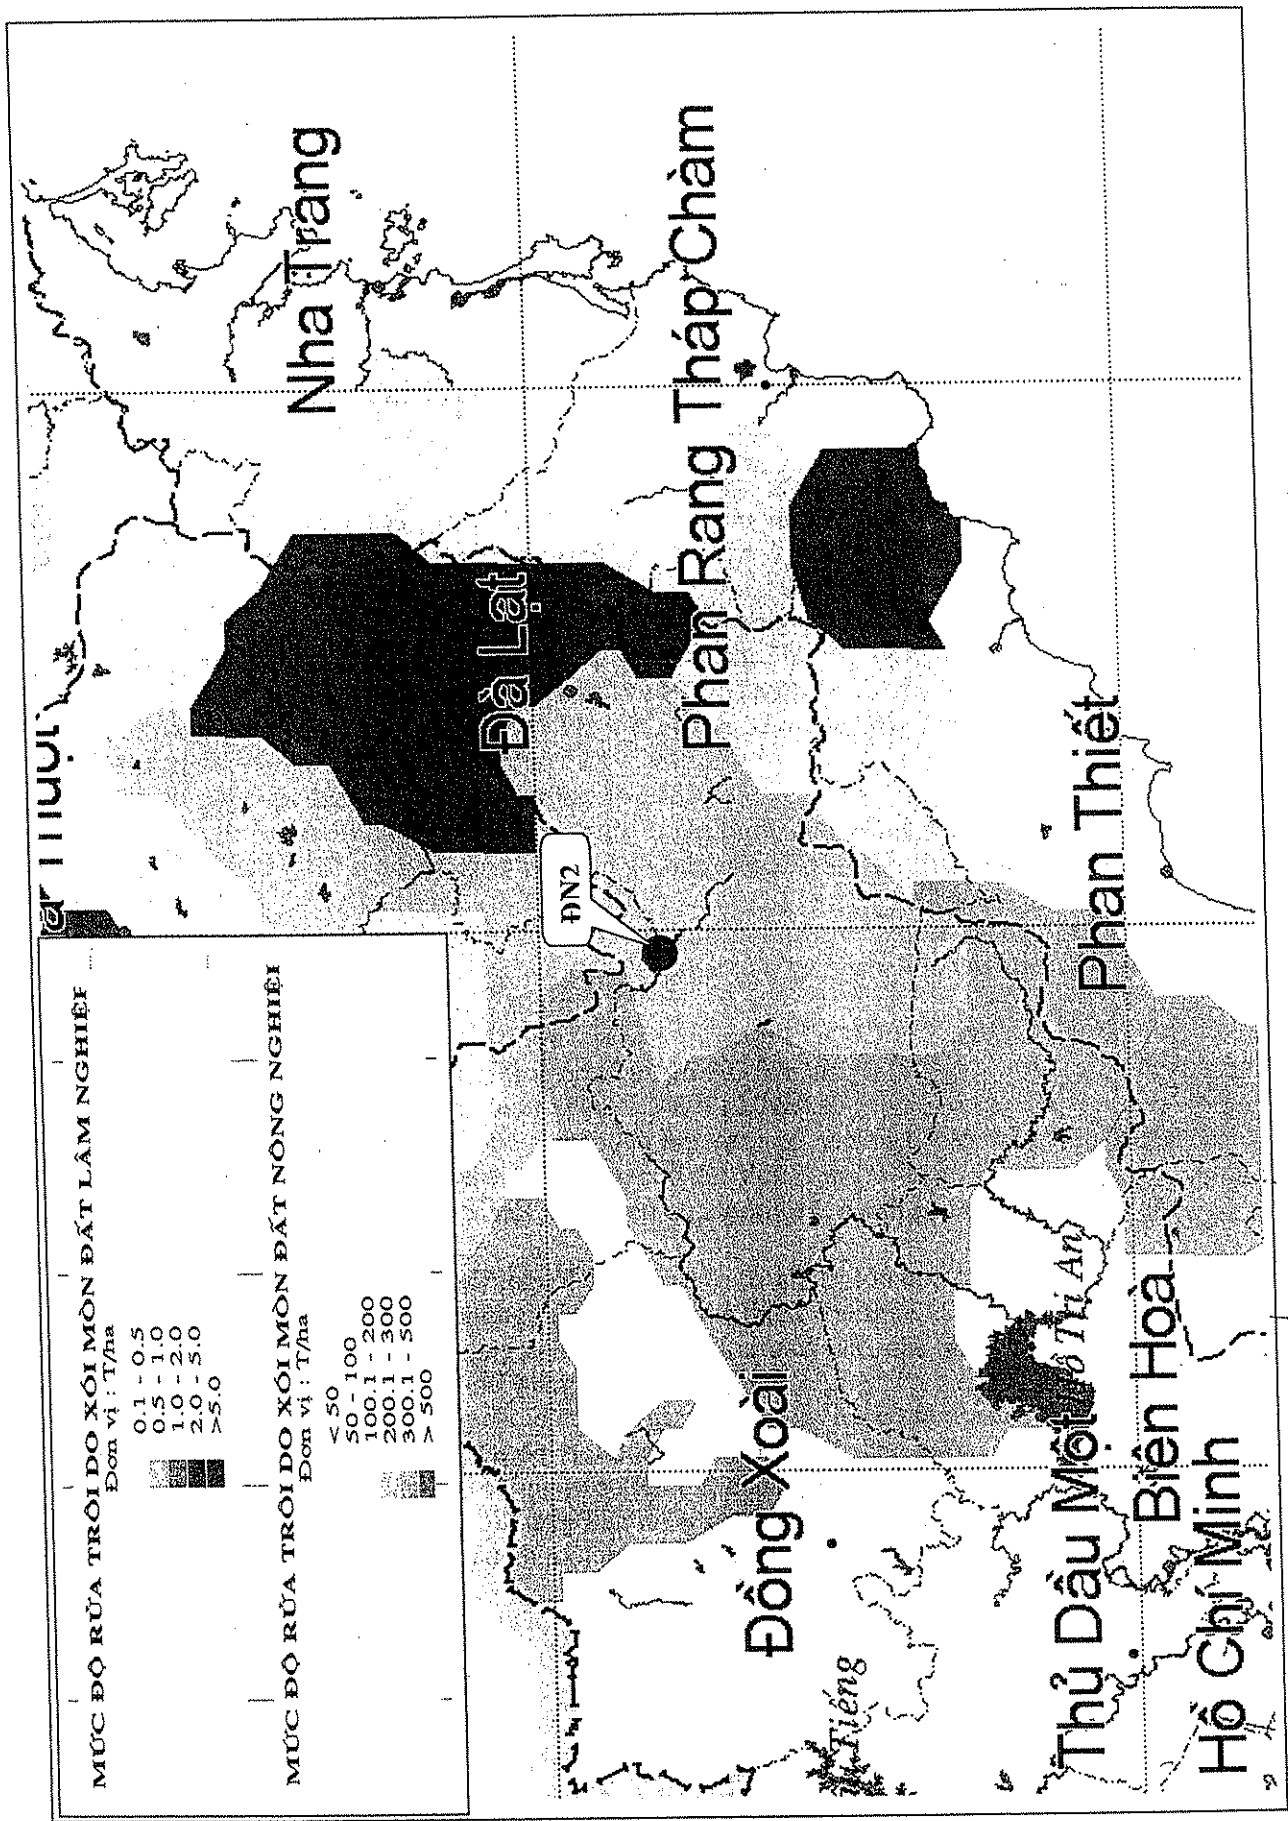 MỨC ĐỘ RỬA TRÔI DO XÓI MÒN ĐẤT LÂM NGHIỆP
Đơn vị : T/ha
0.1 - 0.5
0.5 - 1.0
1.0 - 2.0
2.0 - 5.0
>5.0
MỨC ĐỘ RỬA TRÔI DO XÓI MÒN ĐẤT NÔNG NGHIỆP
Đơn vị : T/ha
< 50
50 - 100
100.1 - 200
200.1 - 300
300.1 - 500
> 500
Nha Trang
Đà Lạt
ĐN2
Phan Rang Tháp Chàm
Đồng Xoài
Tiếng
Phan Thiết
Thủ Dầu Một
Hồ Trị An
Biên Hoà
Hồ Chí Minh